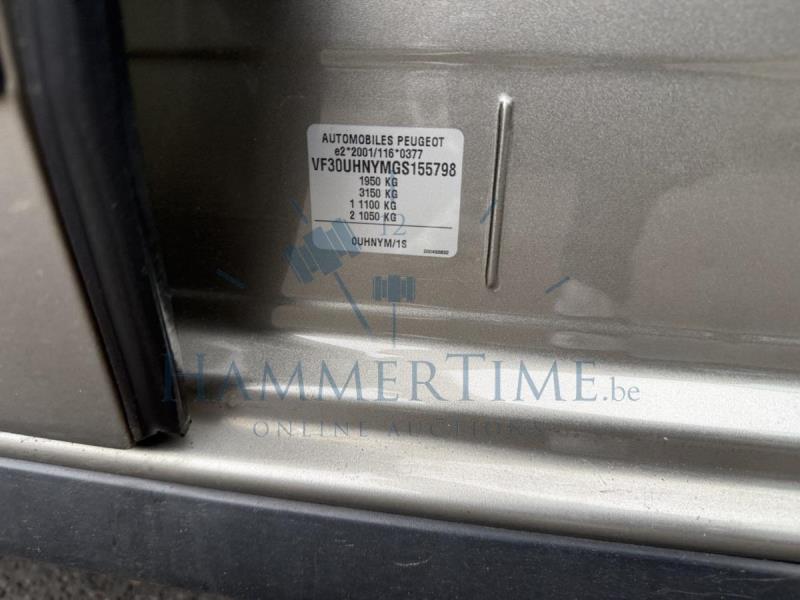 AUTOMOBILES PEUGEOT
e2*2001/116*0377
VF30UHNYMGS155798
1950 KG
3150 KG
1 1100 KG
2 1050 KG
0UHNYM/1S
12
HAMMERTIME.be
ONLINE AUCTIONS